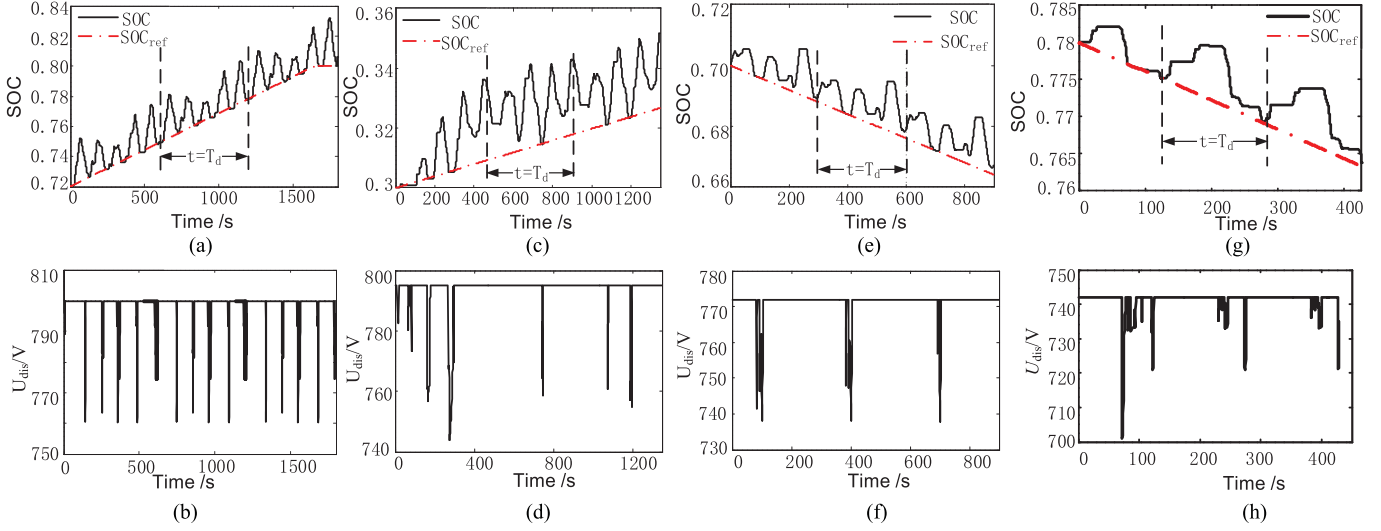 0.84
0.82
0.80
0.78
0.76
0.74
0.72
SOC
SOC
SOCref
t=Td
0 500 1000 1500
Time /s
(a)
0.36
0.34
0.32
0.3
SOC
SOC
SOCref
t=Td
0 200 400 600 800 1000 1200
Time /s
(c)
0.72
0.70
0.68
0.66
SOC
SOC
SOCref
t=Td
0 200 400 600 800
Time /s
(e)
0.78
0.775
0.77
0.765
0.76
SOC
SOC
SOCref
t=Td
0 100 200 300 400
Time /s
(g)
810
790
770
750
Udis/V
0 500 1000 1500
Time /s
(b)
800
780
760
740
Udis/V
0 400 800 1200
Time /s
(d)
780
770
760
750
740
730
Udis/V
0 200 400 600 800
Time /s
(f)
750
740
730
720
710
700
Udis/V
0 100 200 300 400
Time /s
(h)